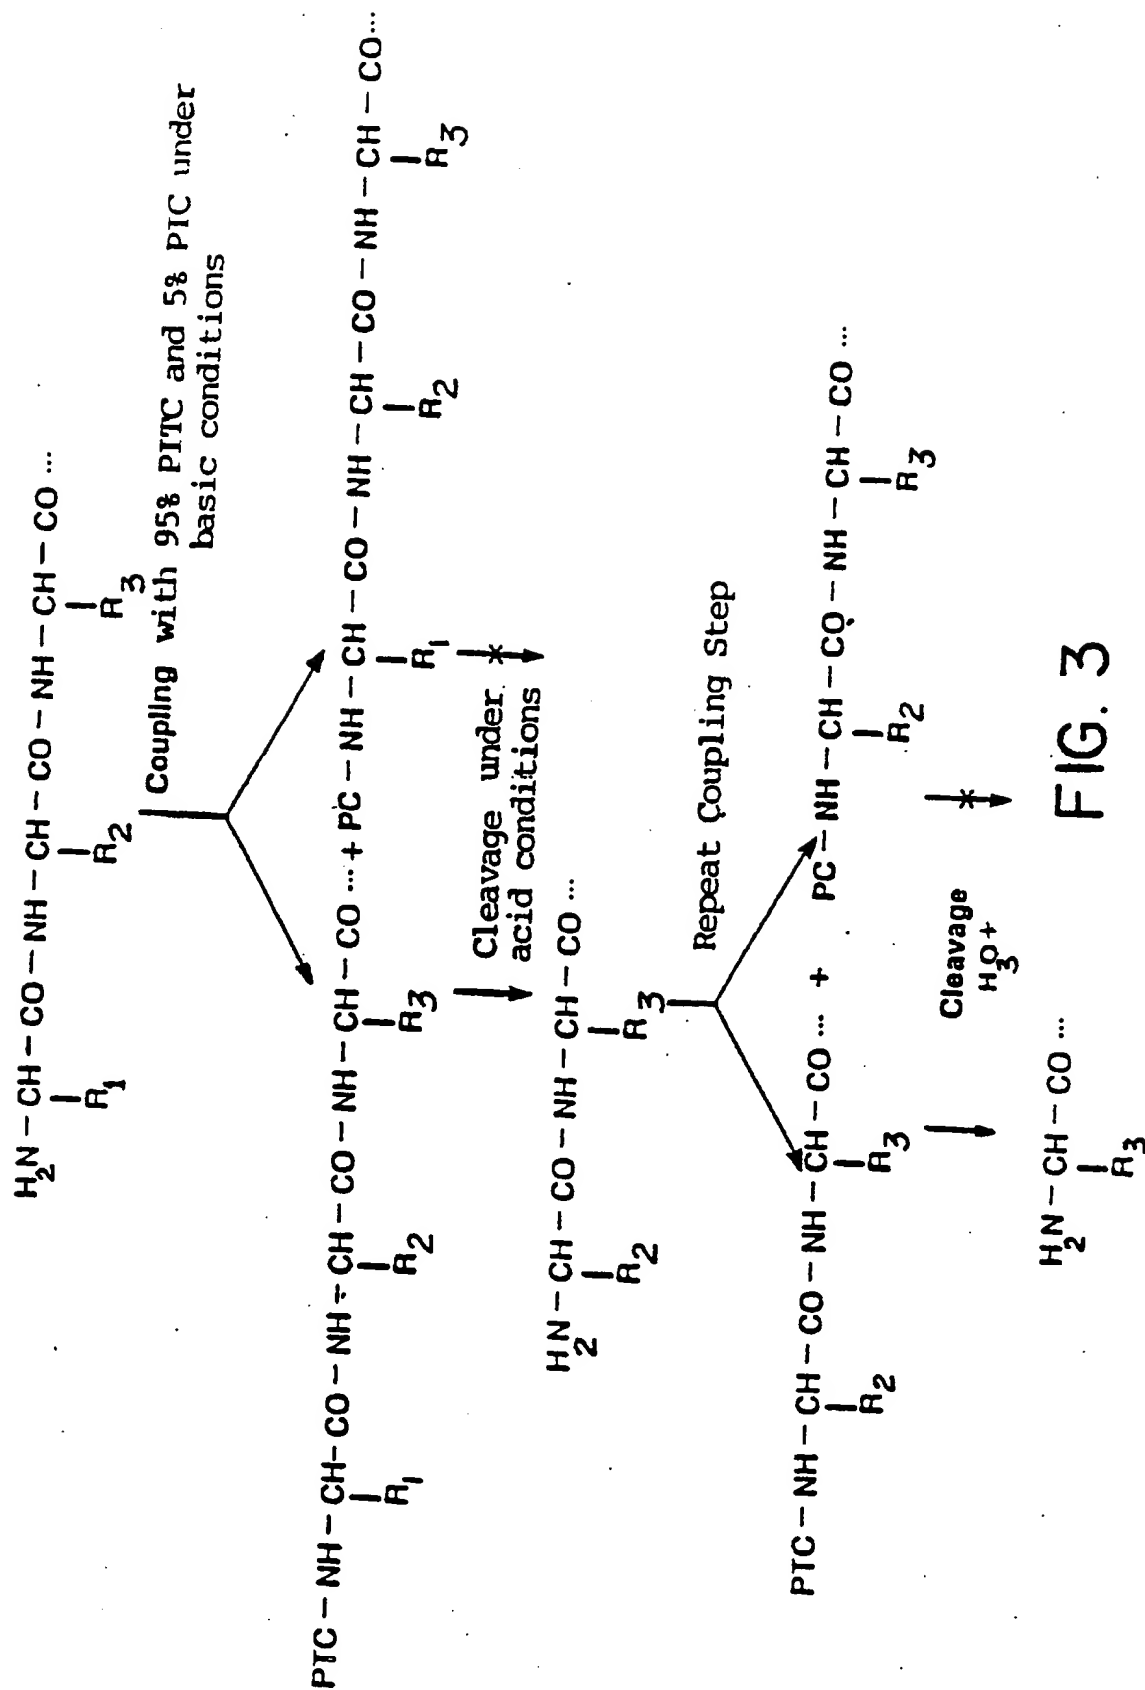 H2N-CH-CO-NH-CH-CO-NH-CH-CO...
R1 R2 R3
Coupling with 95% PITC and 5% PIC under
basic conditions
PTC-NH-CH-CO-NH-CH-CO-NH-CH-CO...+PC-NH-CH-CO-NH-CH-CO-NH-CH-CO...
R1 R2 R3 R1 R2 R3
Cleavage under
acid conditions
H2N-CH-CO-NH-CH-CO...
R2 R3
Repeat Coupling Step
PTC-NH-CH-CO-NH-CH-CO... + PC-NH-CH-CO-NH-CH-CO...
R2 R3 R2 R3
Cleavage
H3O+
H2N-CH-CO...
R3
FIG. 3